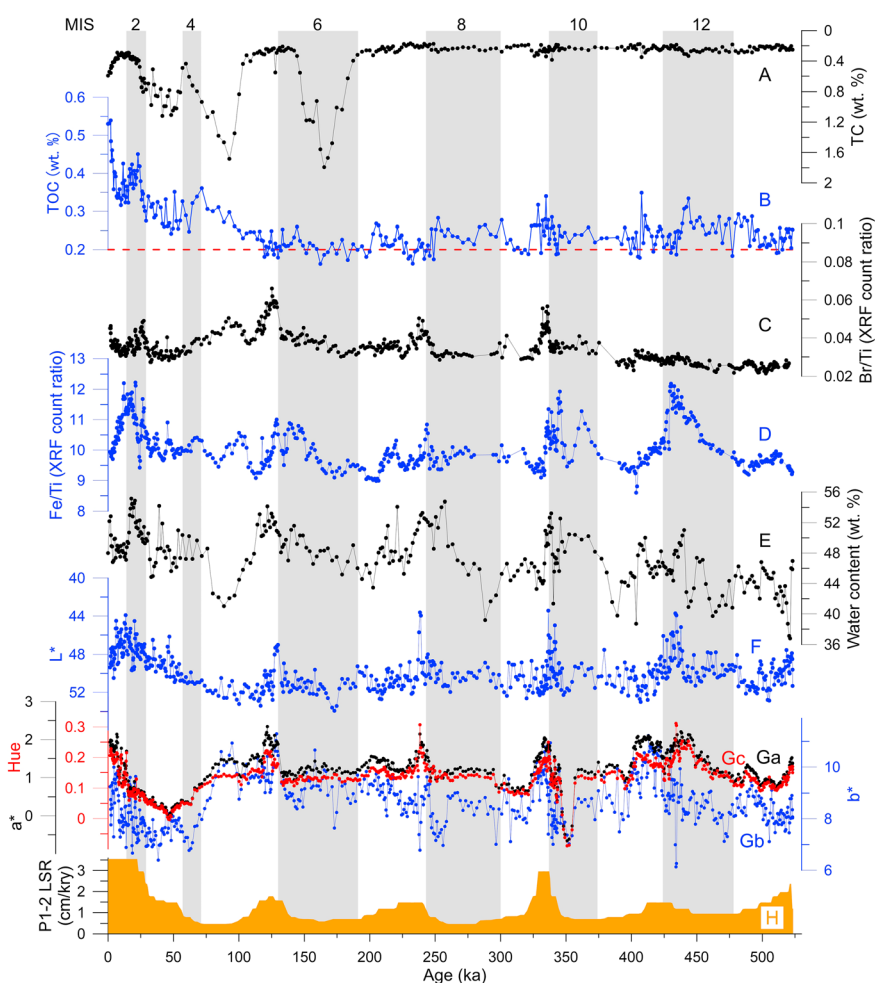 MIS 2 4 6 8 10 12
0
0.4
0.8
1.2
1.6
2
TC (wt. %)
A
0.6
0.5
0.4
0.3
0.2
TOC (wt. %)
B
0.1
0.08
0.06
0.04
0.02
Br/Ti (XRF count ratio)
C
13
12
11
10
9
8
Fe/Ti (XRF count ratio)
D
56
52
48
44
40
36
Water content (wt. %)
E
40
44
48
52
L*
F
3
2
1
0
a*
0.3
0.2
0.1
0
Hue
Gc
Ga
Gb
10
8
6
b*
3
2
1
0
P1-2 LSR
(cm/kry)
H
0 50 100 150 200 250 300 350 400 450 500
Age (ka)